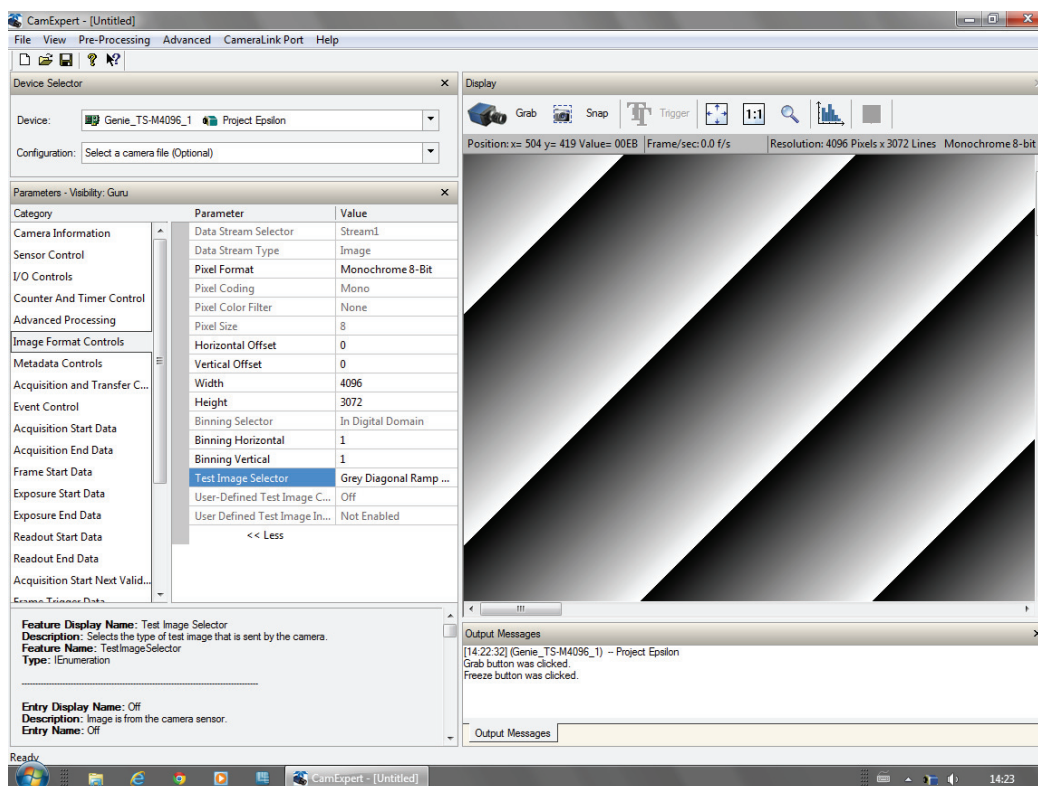 CamExpert - [Untitled]
File View Pre-Processing Advanced CameraLink Port Help
Device Selector
Device: Genie_TS-M4096_1 Project Epsilon
Configuration: Select a camera file (Optional)
Parameters - Visibility: Guru
Category
Camera Information
Sensor Control
I/O Controls
Counter And Timer Control
Advanced Processing
Image Format Controls
Metadata Controls
Acquisition and Transfer C...
Event Control
Acquisition Start Data
Acquisition End Data
Frame Start Data
Exposure Start Data
Exposure End Data
Readout Start Data
Readout End Data
Acquisition Start Next Valid...
Frame Trigger Data
Parameter Value
Data Stream Selector Stream1
Data Stream Type Image
Pixel Format Monochrome 8-Bit
Pixel Coding Mono
Pixel Color Filter None
Pixel Size 8
Horizontal Offset 0
Vertical Offset 0
Width 4096
Height 3072
Binning Selector In Digital Domain
Binning Horizontal 1
Binning Vertical 1
Test Image Selector Grey Diagonal Ramp ...
User-Defined Test Image C... Off
User Defined Test Image In... Not Enabled
<< Less
Feature Display Name: Test Image Selector
Description: Selects the type of test image that is sent by the camera.
Feature Name: TestImageSelector
Type: IEnumeration
Entry Display Name: Off
Description: Image is from the camera sensor.
Entry Name: Off
Display
Grab Snap Trigger 1:1
Position: x= 504 y= 419 Value= 00EB Frame/sec: 0.0 f/s Resolution: 4096 Pixels x 3072 Lines Monochrome 8-bit
Output Messages
[14:22:32] (Genie_TS-M4096_1) -- Project Epsilon
Grab button was clicked.
Freeze button was clicked.
Output Messages
Ready
CamExpert - [Untitled]
14:23